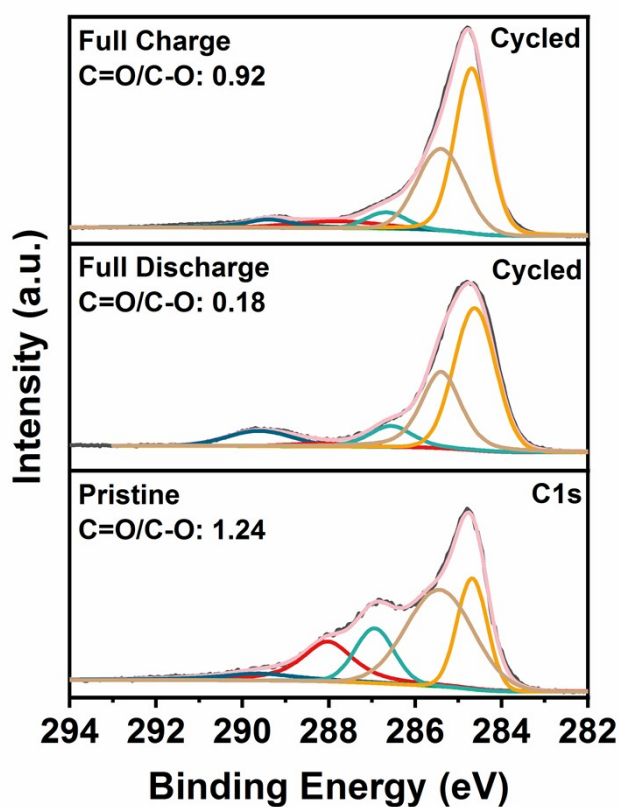 Full Charge
Cycled
C=O/C-O: 0.92
Full Discharge
Cycled
C=O/C-O: 0.18
Pristine
C1s
C=O/C-O: 1.24
Intensity (a.u.)
294 292 290 288 286 284 282
Binding Energy (eV)